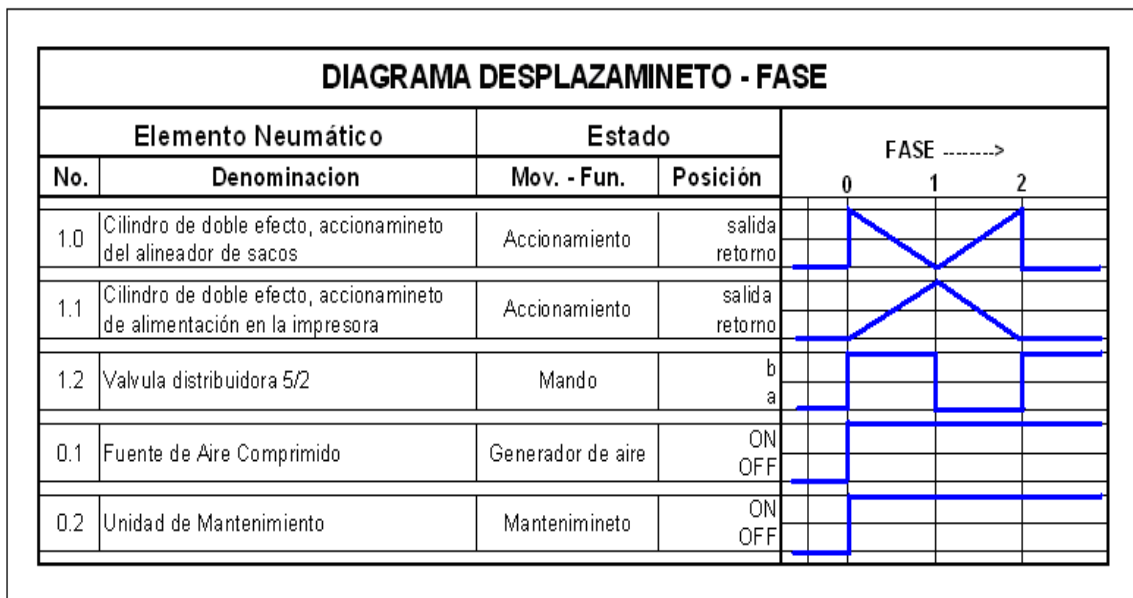 DIAGRAMA DESPLAZAMINETO - FASE
Elemento Neumático Estado FASE -------->
No. Denominacion Mov. - Fun. Posición 0 1 2
1.0 Cilindro de doble efecto, accionamineto del alineador de sacos Accionamiento salida retorno
1.1 Cilindro de doble efecto, accionamineto de alimentación en la impresora Accionamiento salida retorno
1.2 Valvula distribuidora 5/2 Mando b a
0.1 Fuente de Aire Comprimido Generador de aire ON OFF
0.2 Unidad de Mantenimiento Mantenimineto ON OFF